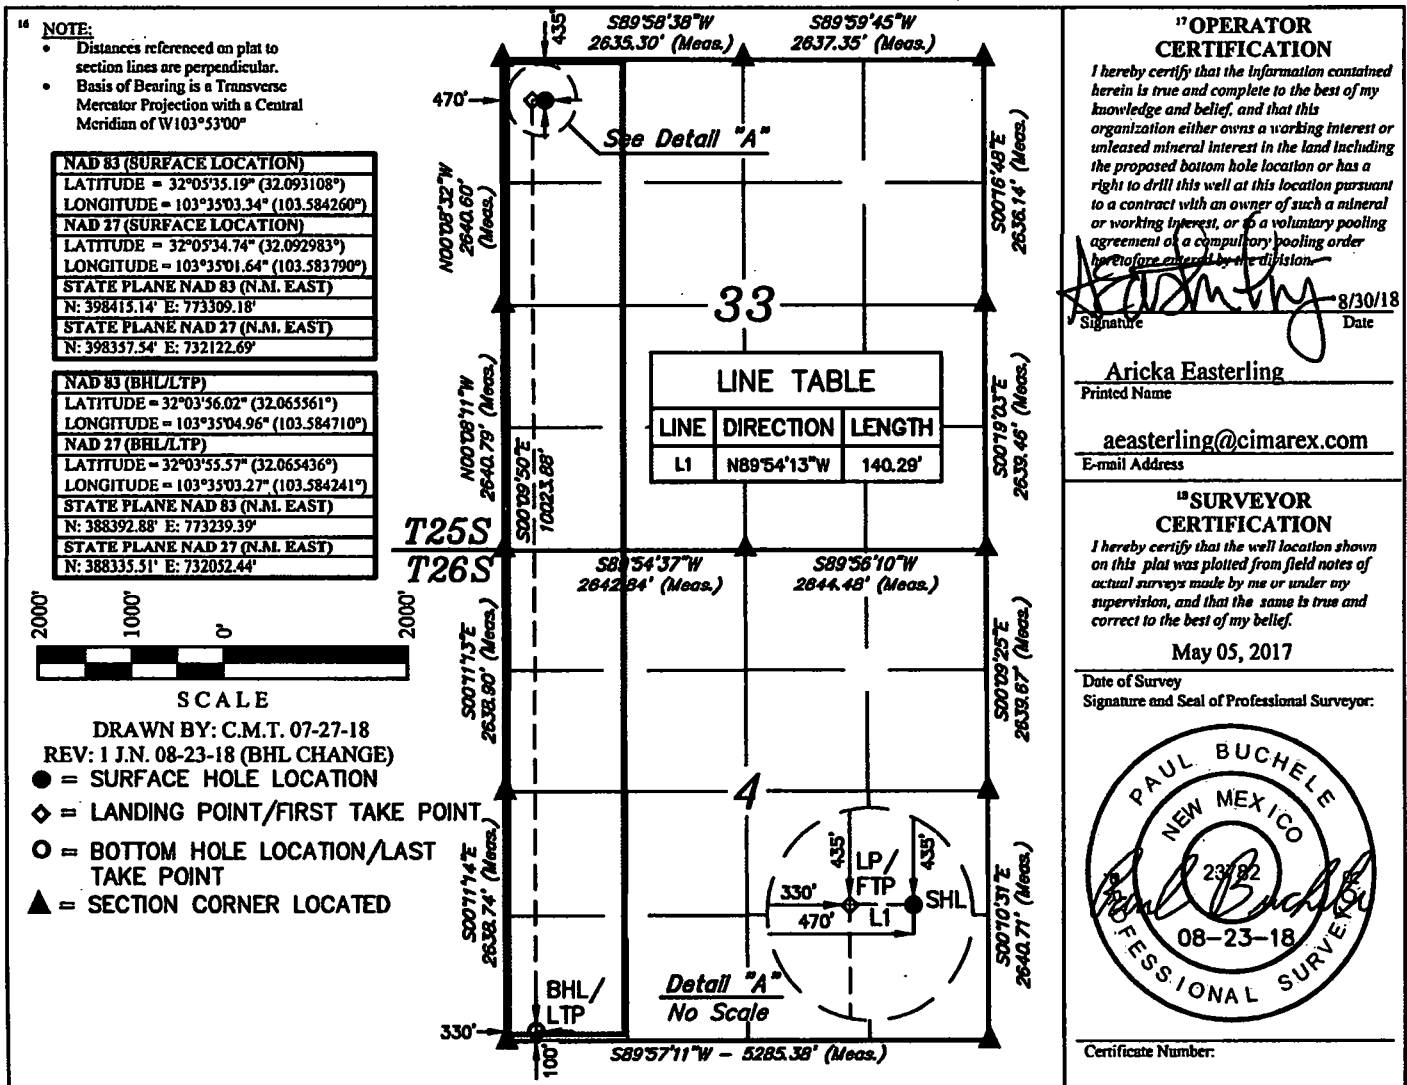 16 NOTE:
• Distances referenced on plat to
section lines are perpendicular.
• Basis of Bearing is a Transverse
Mercator Projection with a Central
Meridian of W103°53'00"
NAD 83 (SURFACE LOCATION)
LATITUDE = 32°05'35.19" (32.093108°)
LONGITUDE = 103°35'03.34" (103.584260°)
NAD 27 (SURFACE LOCATION)
LATITUDE = 32°05'34.74" (32.092983°)
LONGITUDE = 103°35'01.64" (103.583790°)
STATE PLANE NAD 83 (N.M. EAST)
N: 398415.14' E: 773309.18'
STATE PLANE NAD 27 (N.M. EAST)
N: 398357.54' E: 732122.69'
NAD 83 (BHL/LTP)
LATITUDE = 32°03'56.02" (32.065561°)
LONGITUDE = 103°35'04.96" (103.584710°)
NAD 27 (BHL/LTP)
LATITUDE = 32°03'55.57" (32.065436°)
LONGITUDE = 103°35'03.27" (103.584241°)
STATE PLANE NAD 83 (N.M. EAST)
N: 388392.88' E: 773239.39'
STATE PLANE NAD 27 (N.M. EAST)
N: 388335.51' E: 732052.44'
2000'
1000'
0'
2000'
SCALE
DRAWN BY: C.M.T. 07-27-18
REV: 1 J.N. 08-23-18 (BHL CHANGE)
= SURFACE HOLE LOCATION
= LANDING POINT/FIRST TAKE POINT
= BOTTOM HOLE LOCATION/LAST
TAKE POINT
= SECTION CORNER LOCATED
435'
S89°58'38"W
2635.30' (Meas.)
S89°59'45"W
2637.35' (Meas.)
470'
See Detail "A"
N00°08'32"W
2640.60'
(Meas.)
S00°16'48"E
2636.14' (Meas.)
33
LINE TABLE
LINE DIRECTION LENGTH
L1 N89°54'13"W 140.29'
N00°08'11"W
2640.79' (Meas.)
S00°09'50"E
10023.88'
S00°19'03"E
2639.46' (Meas.)
T25S
T26S
S89°54'37"W
2642.84' (Meas.)
S89°56'10"W
2644.48' (Meas.)
S00°11'13"E
2638.90' (Meas.)
S00°09'25"E
2639.67' (Meas.)
4
S00°11'14"E
2638.74' (Meas.)
435'
LP/
FTP
435'
330'
L1
SHL
470'
S00°10'31"E
2640.71' (Meas.)
Detail "A"
No Scale
BHL/
LTP
330'
100'
S89°57'11"W – 5285.38' (Meas.)
17 OPERATOR
CERTIFICATION
I hereby certify that the information contained
herein is true and complete to the best of my
knowledge and belief, and that this
organization either owns a working interest or
unleased mineral interest in the land including
the proposed bottom hole location or has a
right to drill this well at this location pursuant
to a contract with an owner of such a mineral
or working interest, or to a voluntary pooling
agreement or a compulsory pooling order
heretofore entered by the division.
8/30/18
Signature Date
Aricka Easterling
Printed Name
aeasterling@cimarex.com
E-mail Address
18 SURVEYOR
CERTIFICATION
I hereby certify that the well location shown
on this plat was plotted from field notes of
actual surveys made by me or under my
supervision, and that the same is true and
correct to the best of my belief.
May 05, 2017
Date of Survey
Signature and Seal of Professional Surveyor:
PAUL BUCHELE
NEW MEXICO
23782
Paul Buchele
08-23-18
PROFESSIONAL SURVEYOR
Certificate Number: